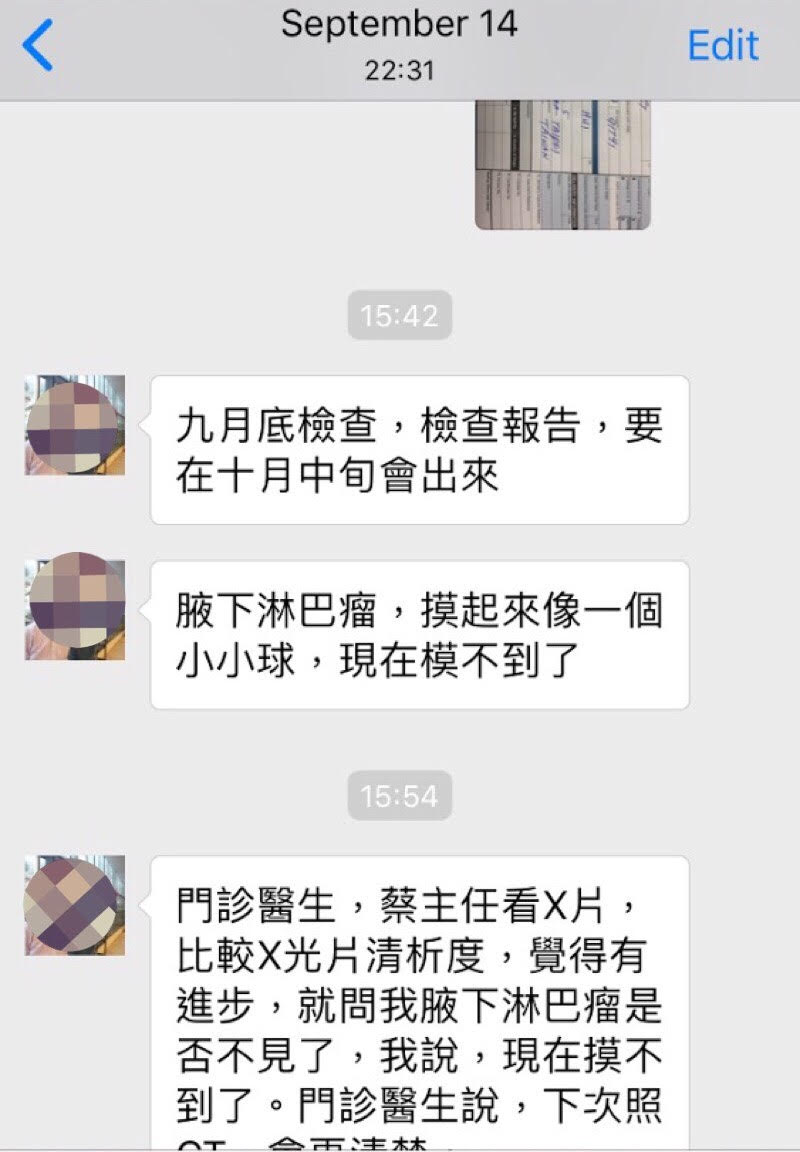 September 14
22:31
Edit
15:42
九月底檢查，檢查報告，要
在十月中旬會出來
腋下淋巴瘤，摸起來像一個
小小球，現在模不到了
15:54
門診醫生，蔡主任看X片，
比較X光片清析度，覺得有
進步，就問我腋下淋巴瘤是
否不見了，我說，現在摸不
到了。門診醫生說，下次照
CT，會更清楚，